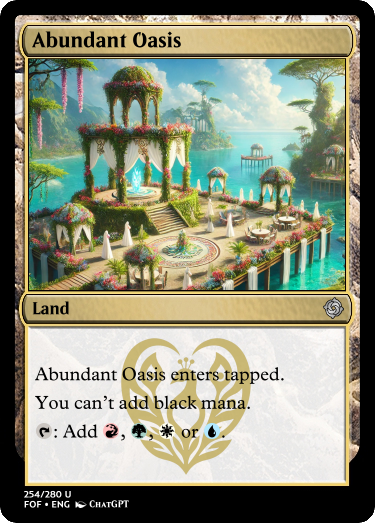 Abundant Oasis
Land
Abundant Oasis enters tapped.
You can't add black mana.
: Add , , or .
254/280 U
FOF • ENG ChatGPT